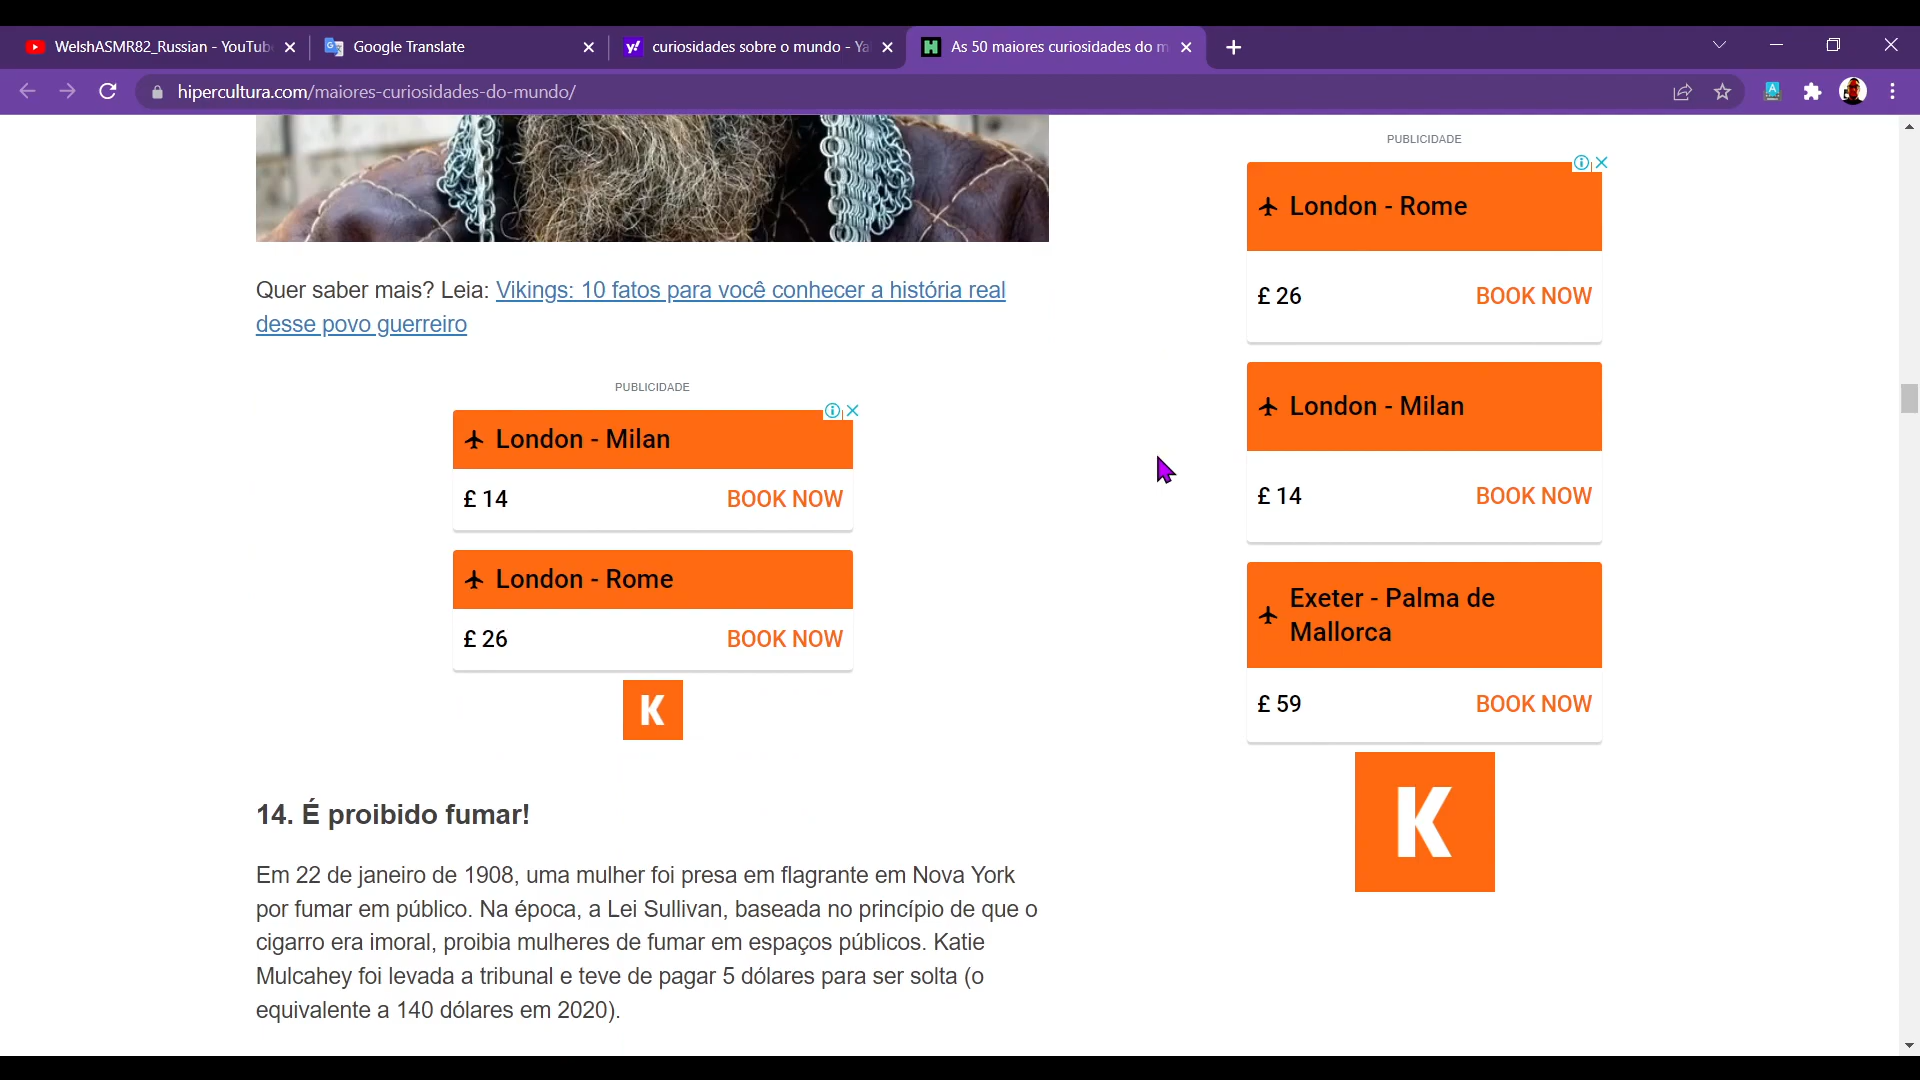 WelshASMR82_Russian - YouTub
Google Translate
curiosidades sobre o mundo - Ya
As 50 maiores curiosidades do m
hipercultura.com/maiores-curiosidades-do-mundo/
Quer saber mais? Leia: Vikings: 10 fatos para você conhecer a história real
desse povo guerreiro
PUBLICIDADE
London - Milan
£ 14 BOOK NOW
London - Rome
£ 26 BOOK NOW
K
14. É proibido fumar!
Em 22 de janeiro de 1908, uma mulher foi presa em flagrante em Nova York
por fumar em público. Na época, a Lei Sullivan, baseada no princípio de que o
cigarro era imoral, proibia mulheres de fumar em espaços públicos. Katie
Mulcahey foi levada a tribunal e teve de pagar 5 dólares para ser solta (o
equivalente a 140 dólares em 2020).
PUBLICIDADE
London - Rome
£ 26 BOOK NOW
London - Milan
£ 14 BOOK NOW
Exeter - Palma de
Mallorca
£ 59 BOOK NOW
K